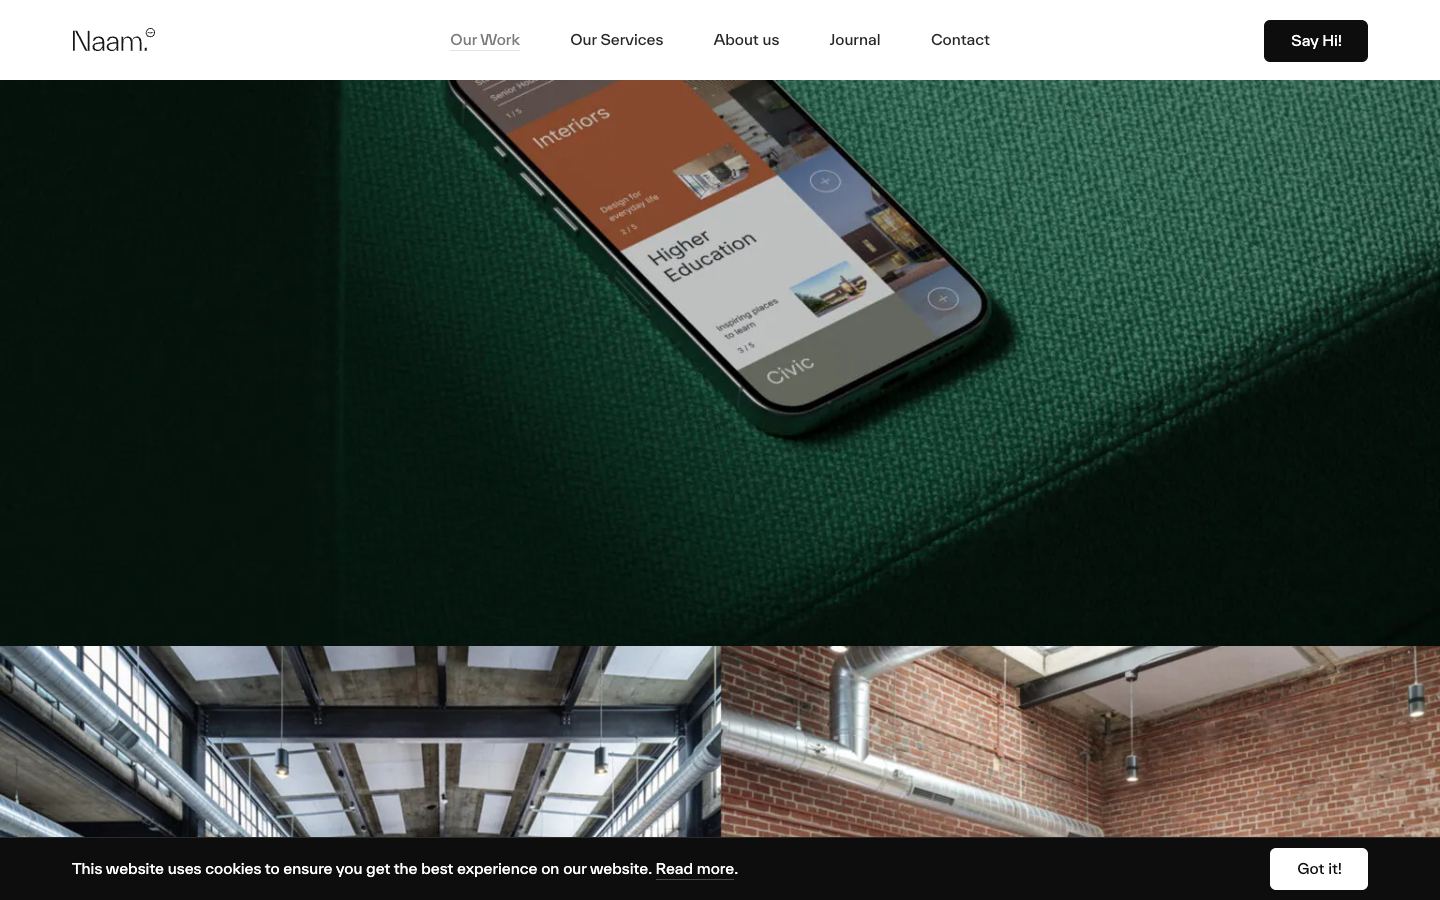 Naam.
Our Work
Our Services
About us
Journal
Contact
Say Hi!
Senior
1 / 5
Interiors
Design for
everyday life
2 / 5
Higher
Education
Inspiring places
to learn
3 / 5
Civic
This website uses cookies to ensure you get the best experience on our website. Read more.
Got it!